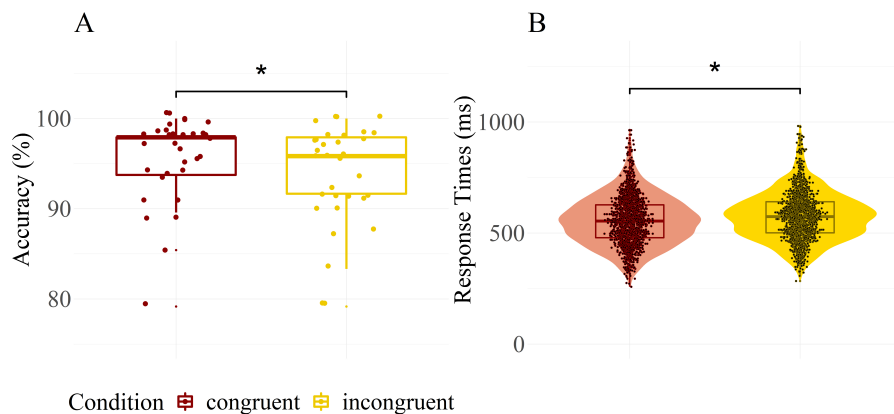 A
*
Accuracy (%)
100
90
80
B
*
Response Times (ms)
1000
500
0
Condition congruent incongruent